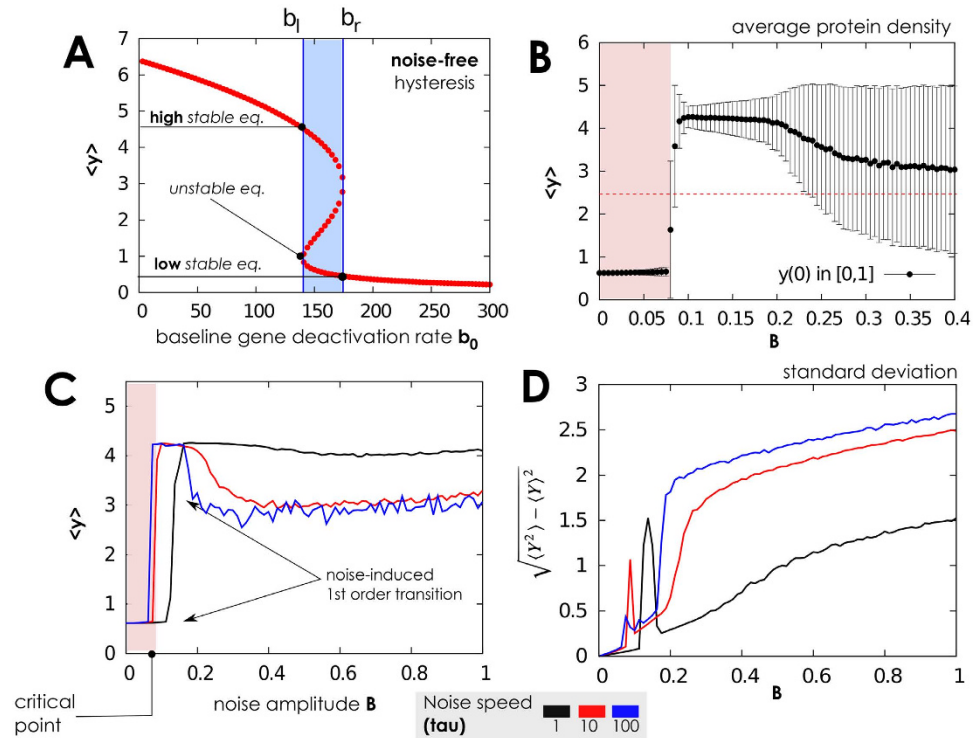 A
b_l
b_r
noise-free
hysteresis
high stable eq.
unstable eq.
low stable eq.
<y>
7
6
5
4
3
2
1
0
0 50 100 150 200 250 300
baseline gene deactivation rate b_0
B
average protein density
<y>
6
5
4
3
2
1
0
y(0) in [0,1]
0 0.05 0.1 0.15 0.2 0.25 0.3 0.35 0.4
B
C
<y>
5
4
3
2
1
0
noise-induced
1st order transition
0 0.2 0.4 0.6 0.8 1
critical
point
noise amplitude B
D
standard deviation
√⟨Y²⟩ − ⟨Y⟩²
3
2.5
2
1.5
1
0.5
0
0 0.2 0.4 0.6 0.8 1
B
Noise speed
(tau)
1 10 100